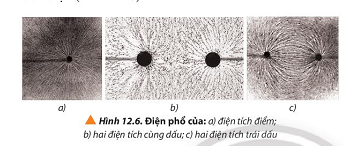 a)
b)
c)
Hình 12.6. Điện phổ của: a) điện tích điểm;
b) hai điện tích cùng dấu; c) hai điện tích trái dấu